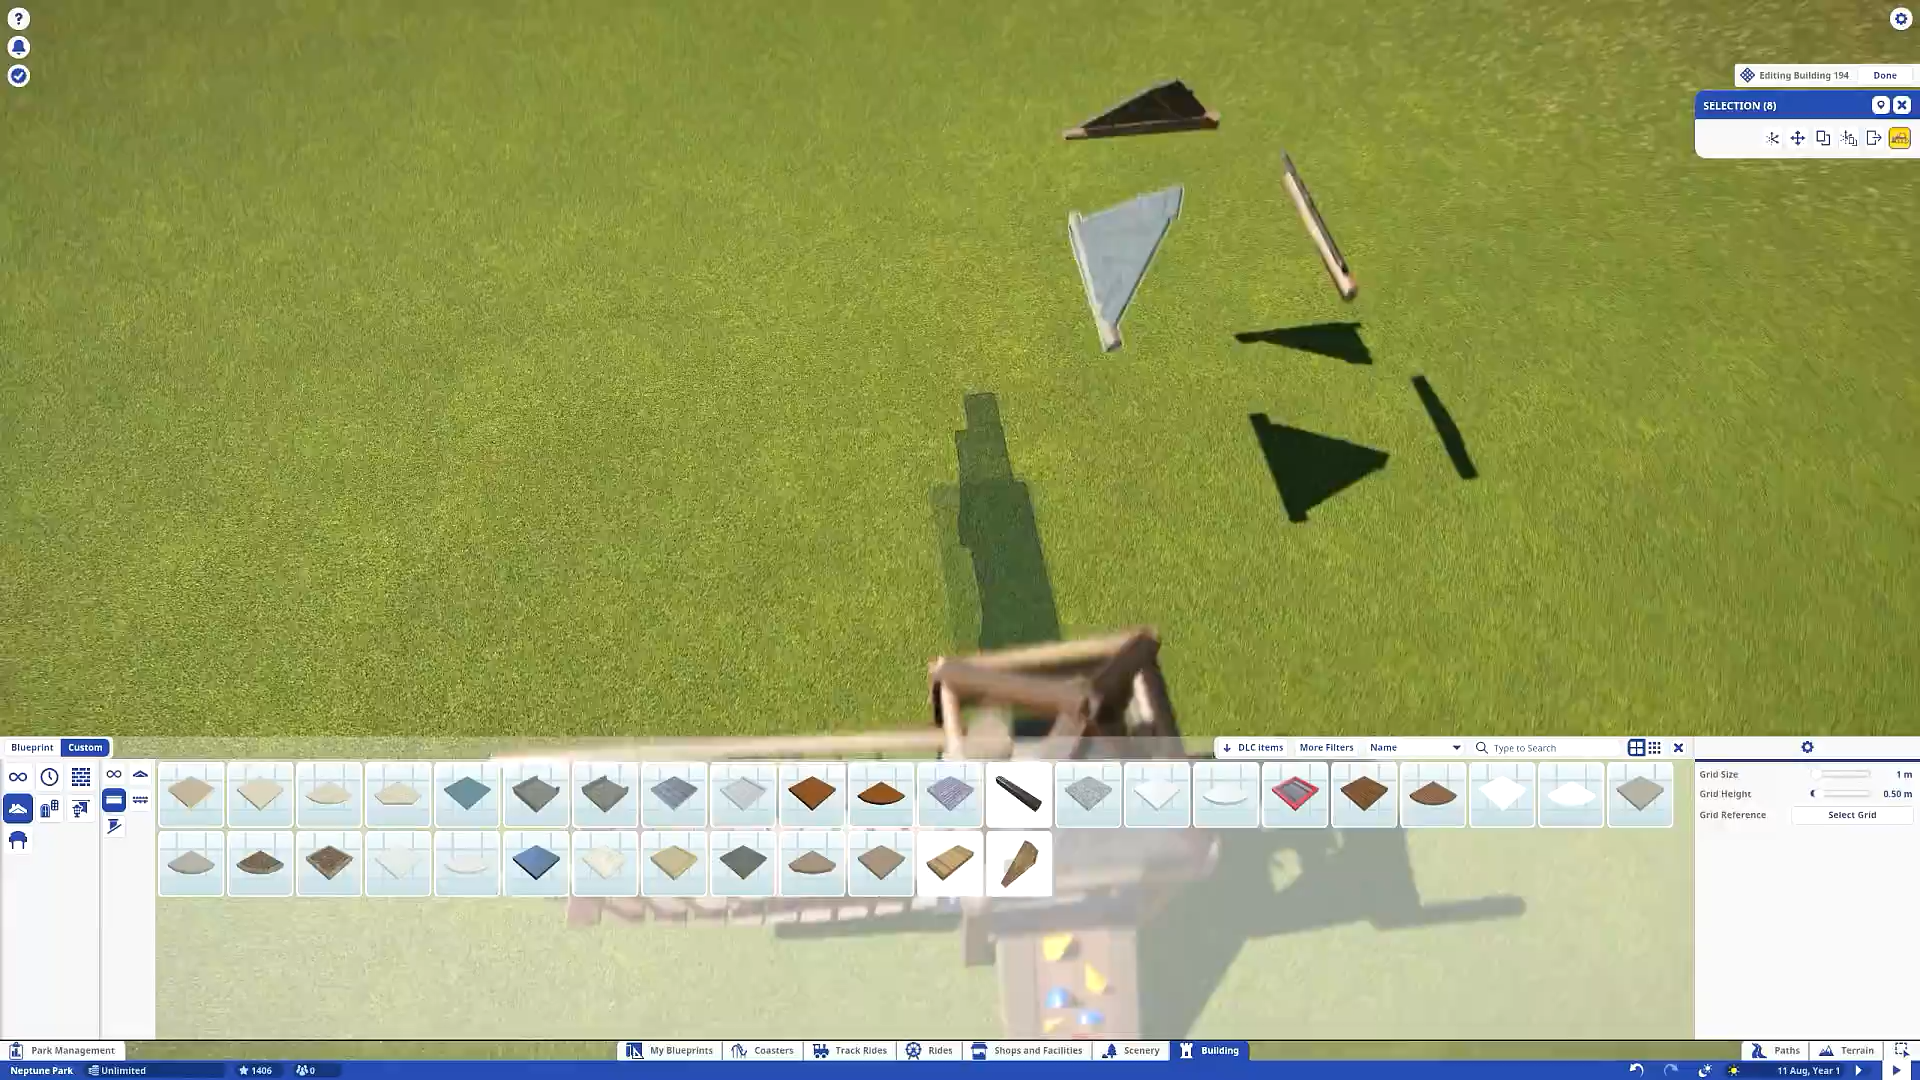 ?
Editing Building 194 Done
SELECTION (8)
Blueprint Custom
DLC items More Filters Name Type to Search
Grid Size 1 m
Grid Height 0.50 m
Grid Reference Select Grid
Park Management My Blueprints Coasters Track Rides Rides Shops and Facilities Scenery Building Paths Terrain
Neptune Park Unlimited 1406 0 11 Aug, Year 1